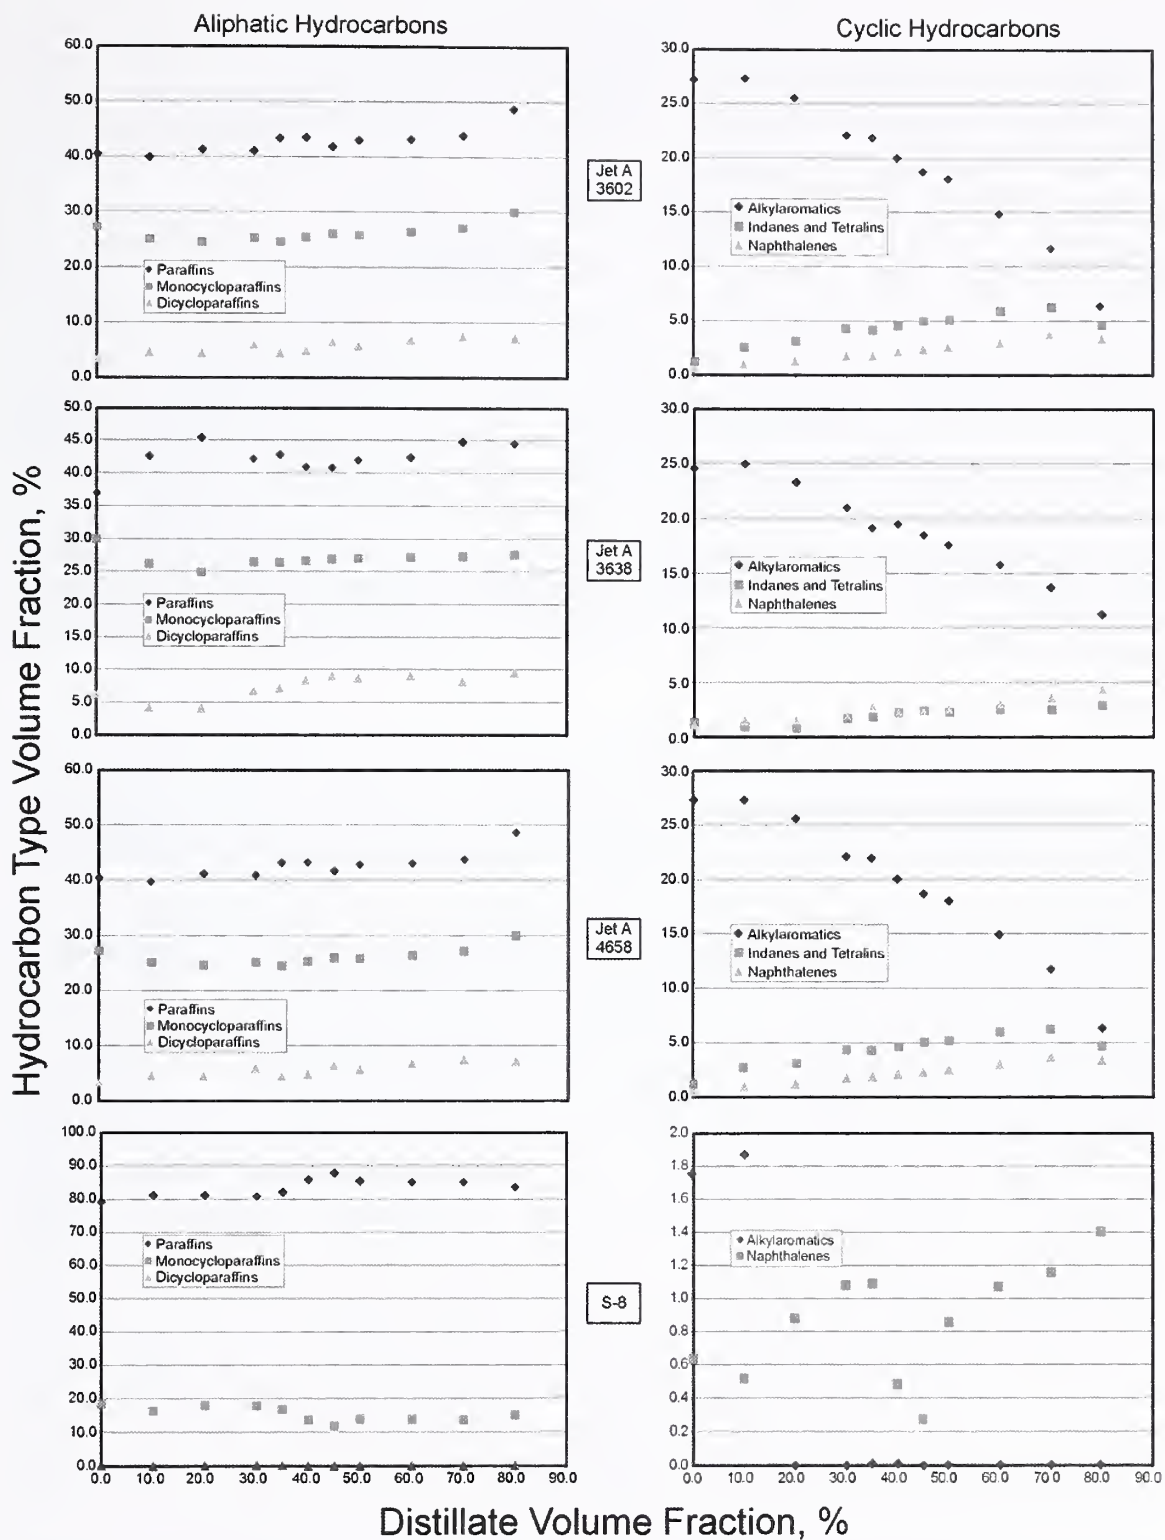 Aliphatic Hydrocarbons
Cyclic Hydrocarbons
Hydrocarbon Type Volume Fraction, %
60.0
50.0
40.0
30.0
20.0
10.0
0.0
Paraffins
Monocycloparaffins
Dicycloparaffins
Jet A
3602
30.0
25.0
20.0
15.0
10.0
5.0
0.0
Alkylaromatics
Indanes and Tetralins
Naphthalenes
50.0
45.0
40.0
35.0
30.0
25.0
20.0
15.0
10.0
5.0
0.0
Paraffins
Monocycloparaffins
Dicycloparaffins
Jet A
3638
30.0
25.0
20.0
15.0
10.0
5.0
0.0
Alkylaromatics
Indanes and Tetralins
Naphthalenes
60.0
50.0
40.0
30.0
20.0
10.0
0.0
Paraffins
Monocycloparaffins
Dicycloparaffins
Jet A
4658
30.0
25.0
20.0
15.0
10.0
5.0
0.0
Alkylaromatics
Indanes and Tetralins
Naphthalenes
100.0
90.0
80.0
70.0
60.0
50.0
40.0
30.0
20.0
10.0
0.0
Paraffins
Monocycloparaffins
Dicycloparaffins
0.0 10.0 20.0 30.0 40.0 50.0 60.0 70.0 80.0 90.0
S-8
2.0
1.8
1.6
1.4
1.2
1.0
0.8
0.6
0.4
0.2
0.0
Alkylaromatics
Naphthalenes
0.0 10.0 20.0 30.0 40.0 50.0 60.0 70.0 80.0 90.0
Distillate Volume Fraction, %